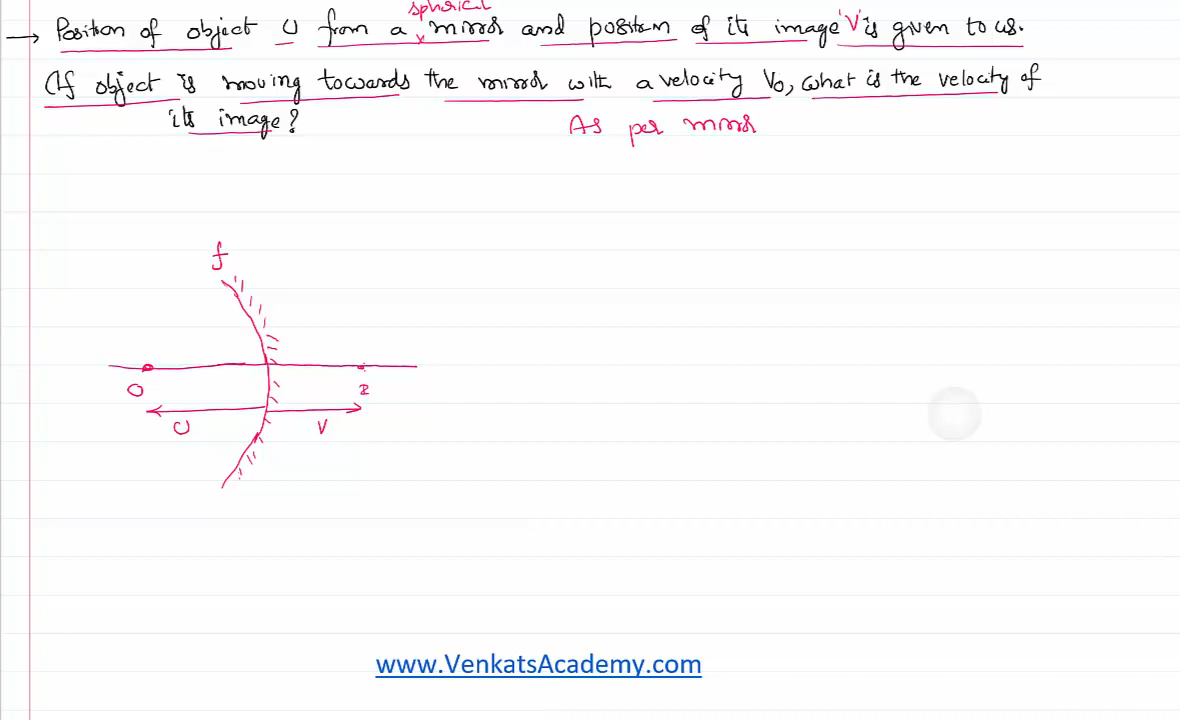 spherical
→ Position of object U from a mirror and position of its image 'V' is given to us.
If object is moving towards the mirror with a velocity V0, what is the velocity of
its image?
As per mirror
f
O
I
U
V
www.VenkatsAcademy.com